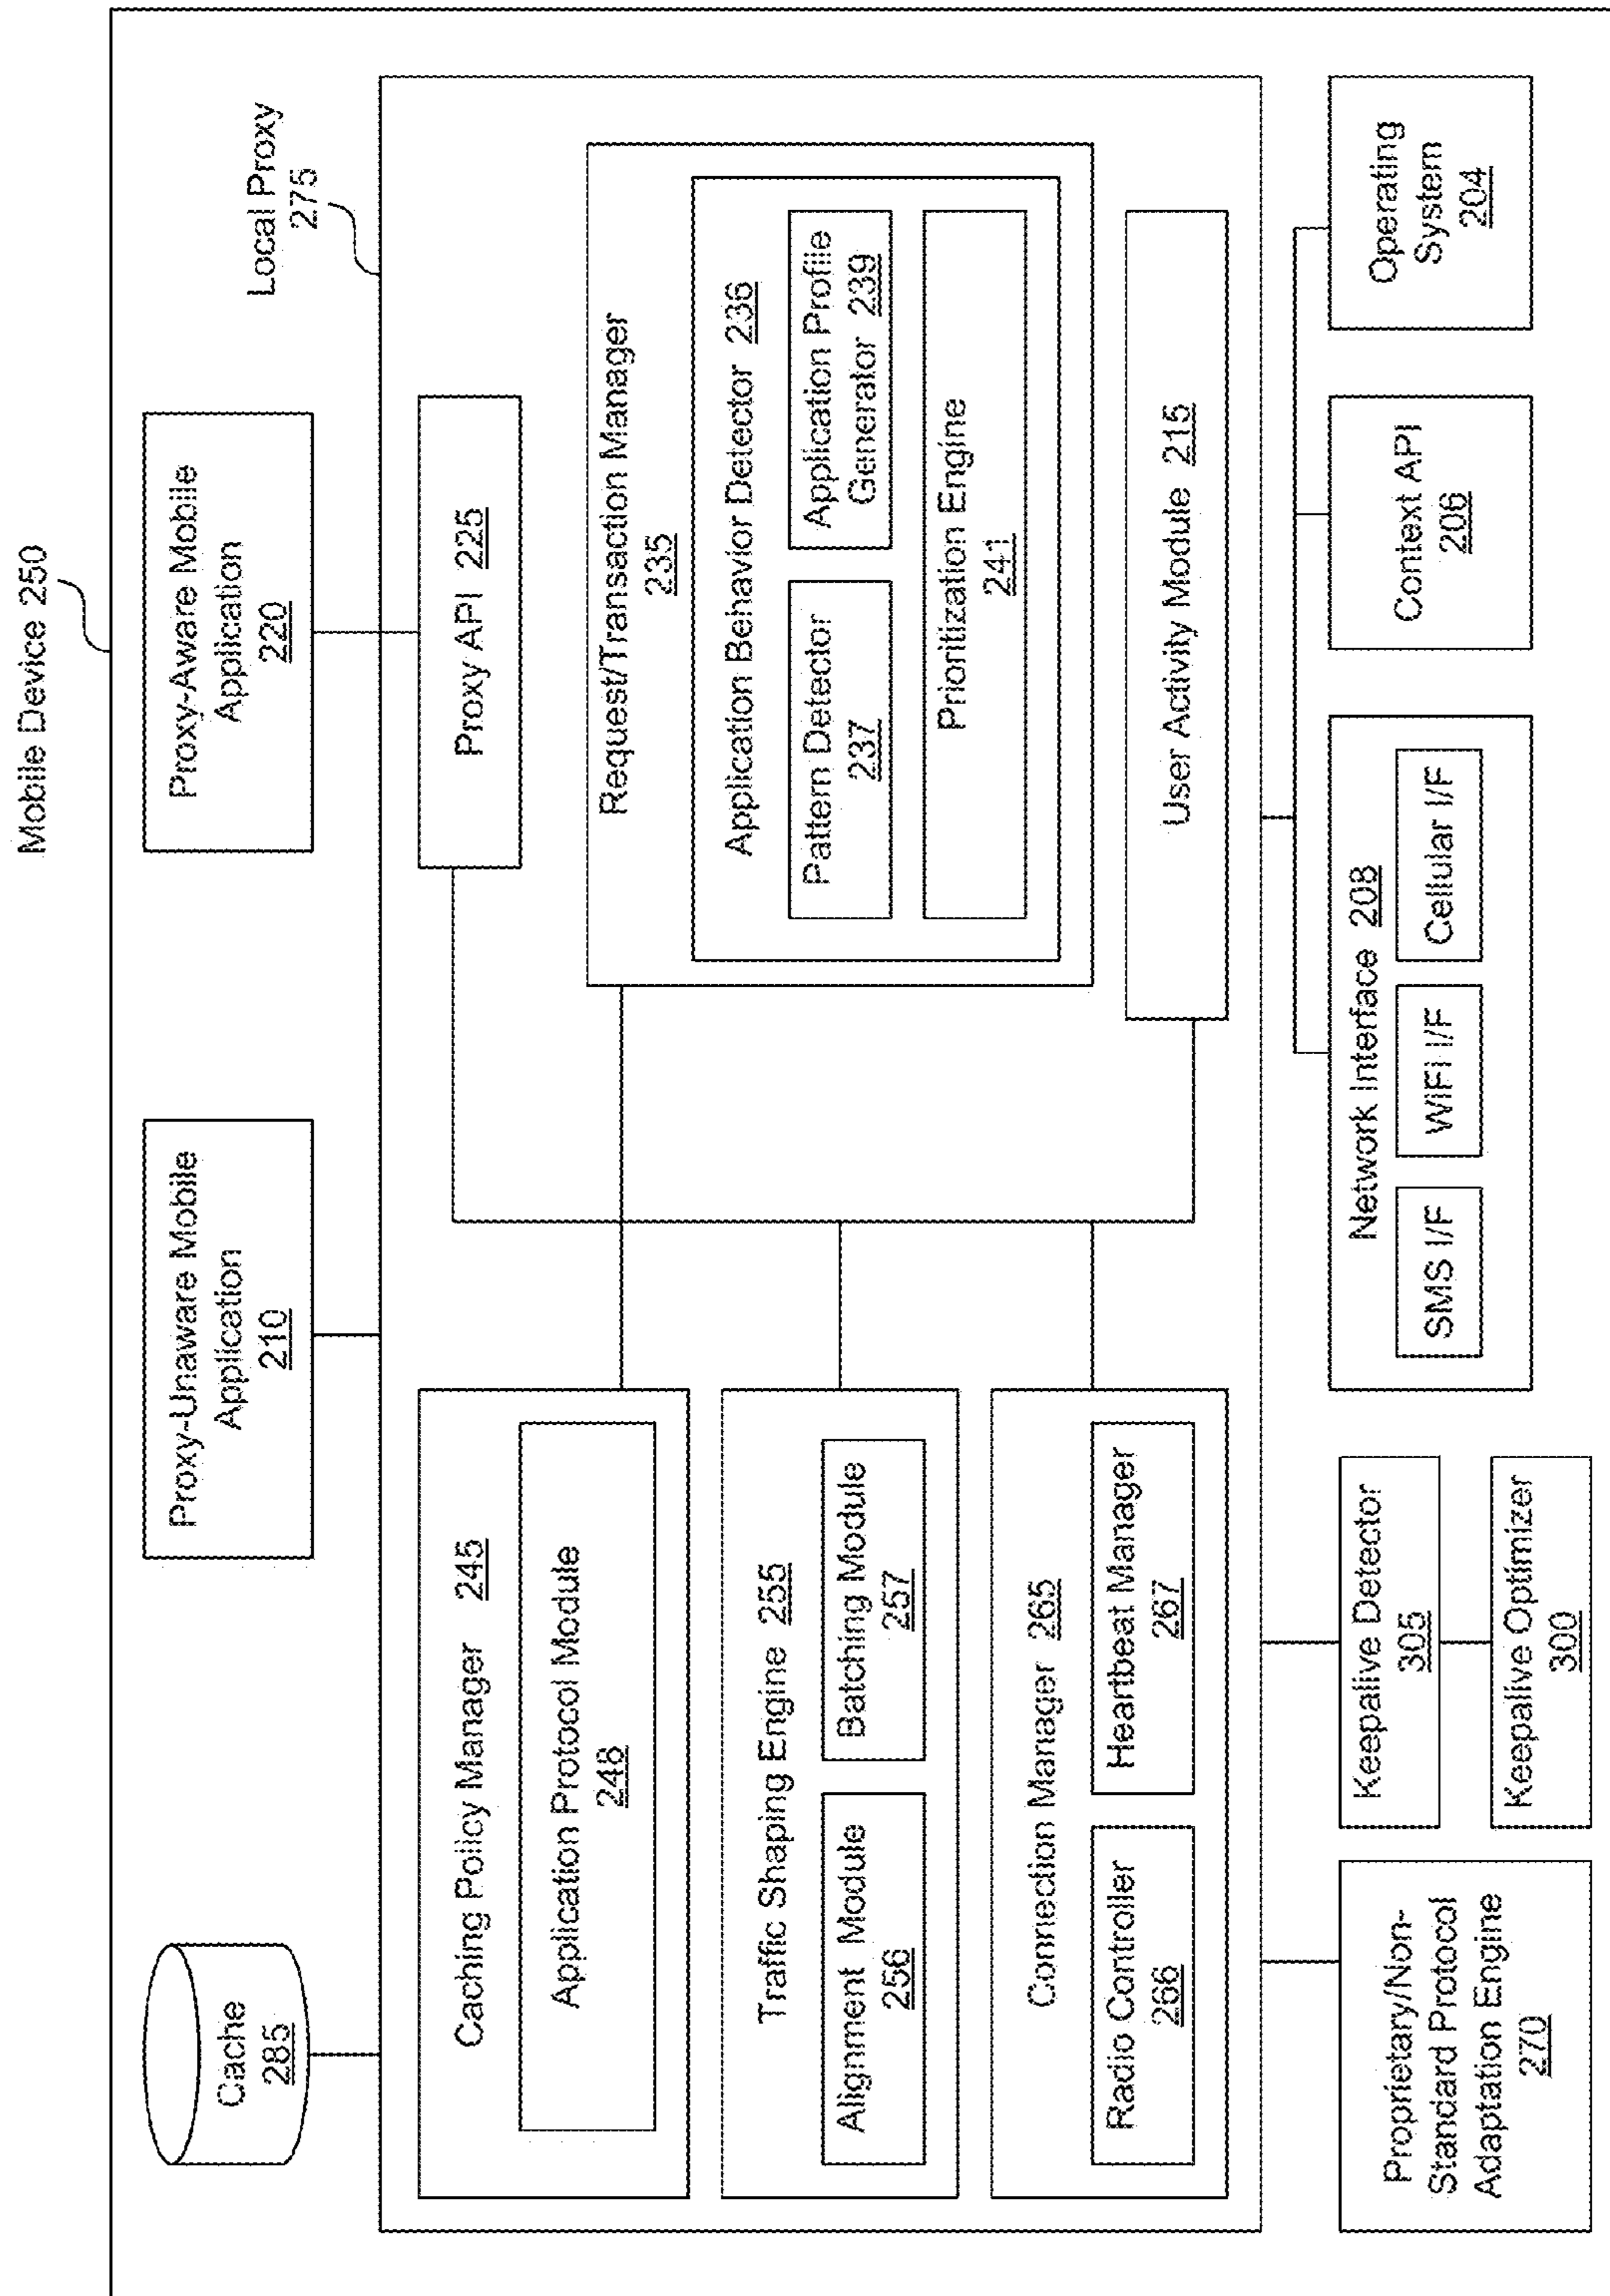 Mobile Device 250
Cache
285
Proxy-Unaware Mobile
Application
210
Proxy-Aware Mobile
Application
220
Local Proxy
275
Caching Policy Manager 245
Application Protocol Module
248
Traffic Shaping Engine 255
Alignment Module
256
Batching Module
257
Connection Manager 265
Radio Controller
266
Heartbeat Manager
267
Proxy API 225
Request/Transaction Manager
235
Application Behavior Detector 236
Pattern Detector
237
Application Profile
Generator 239
Prioritization Engine
241
User Activity Module 215
Proprietary/Non-
Standard Protocol
Adaptation Engine
270
Keepalive Detector
305
Keepalive Optimizer
300
Network Interface 208
SMS I/F
WiFi I/F
Cellular I/F
Context API
206
Operating
System
204